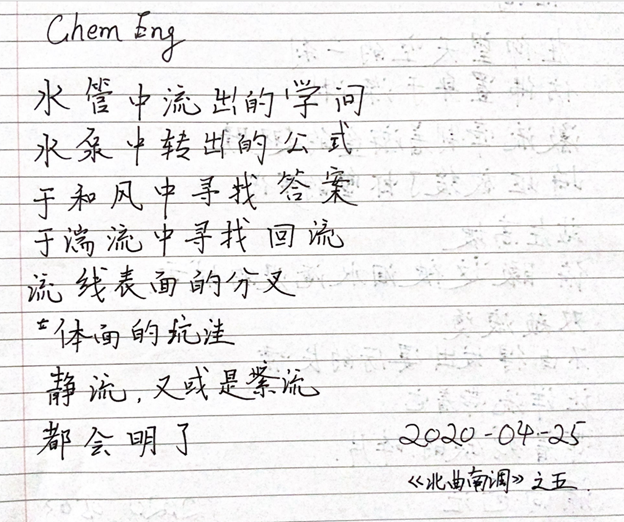 Chem Eng
水管中流出的学问
水泵中转出的公式
于和风中寻找答案
于湍流中寻找回流
流线表面的分叉
体面的坑洼
静流,又或是紊流
都会明了
2020-04-25
《北曲南调》之五